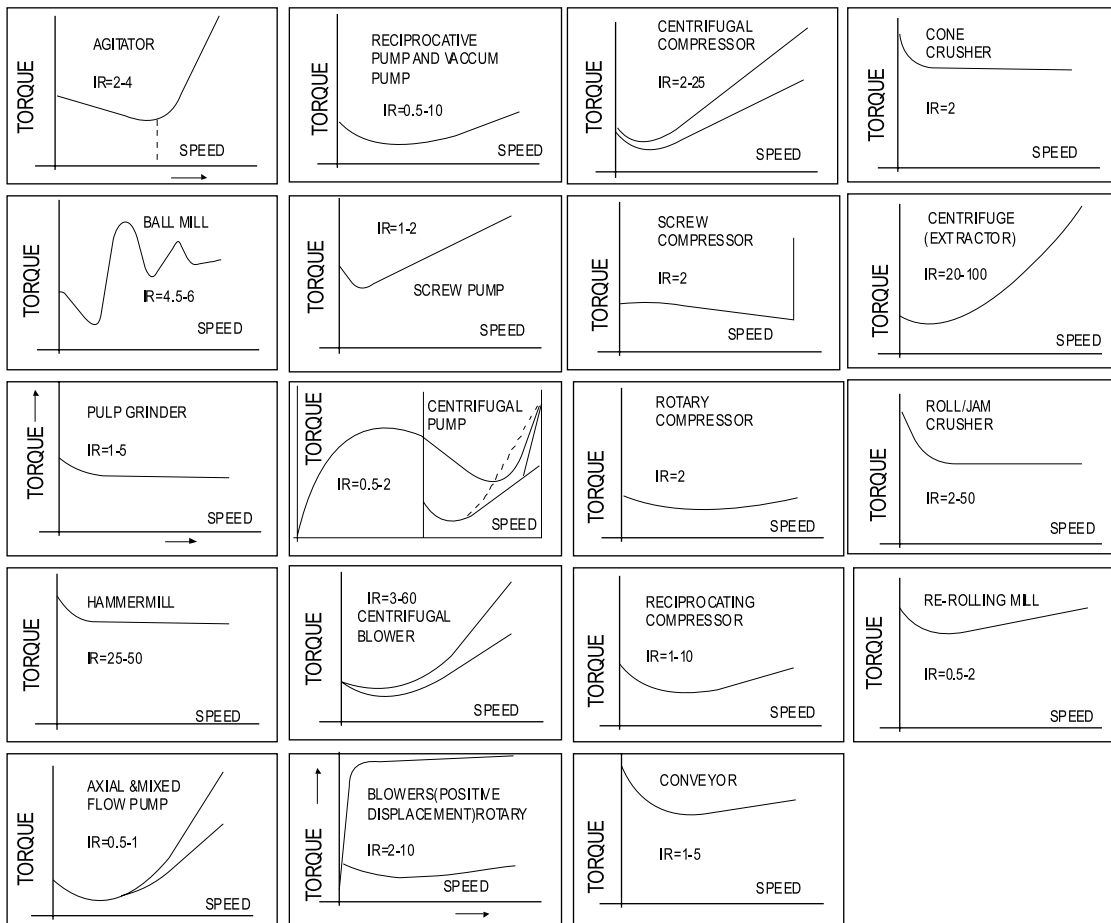 TORQUE
AGITATOR
IR=2-4
SPEED
TORQUE
RECIPROCATIVE
PUMP AND VACCUM
PUMP
IR=0.5-10
SPEED
TORQUE
CENTRIFUGAL
COMPRESSOR
IR=2-25
SPEED
TORQUE
CONE
CRUSHER
IR=2
SPEED
TORQUE
BALL MILL
IR=4.5-6
SPEED
TORQUE
IR=1-2
SCREW PUMP
SPEED
TORQUE
SCREW
COMPRESSOR
IR=2
SPEED
TORQUE
CENTRIFUGE
(EXTRACTOR)
IR=20-100
SPEED
TORQUE
PULP GRINDER
IR=1-5
SPEED
TORQUE
CENTRIFUGAL
PUMP
IR=0.5-2
SPEED
TORQUE
ROTARY
COMPRESSOR
IR=2
SPEED
TORQUE
ROLL/JAM
CRUSHER
IR=2-50
SPEED
TORQUE
HAMMERMILL
IR=25-50
SPEED
TORQUE
IR=3-60
CENTRIFUGAL
BLOWER
SPEED
TORQUE
RECIPROCATING
COMPRESSOR
IR=1-10
SPEED
TORQUE
RE-ROLLING MILL
IR=0.5-2
SPEED
TORQUE
AXIAL &MIXED
FLOW PUMP
IR=0.5-1
SPEED
TORQUE
BLOWERS(POSITIVE
DISPLACEMENT)ROTARY
IR=2-10
SPEED
TORQUE
CONVEYOR
IR=1-5
SPEED